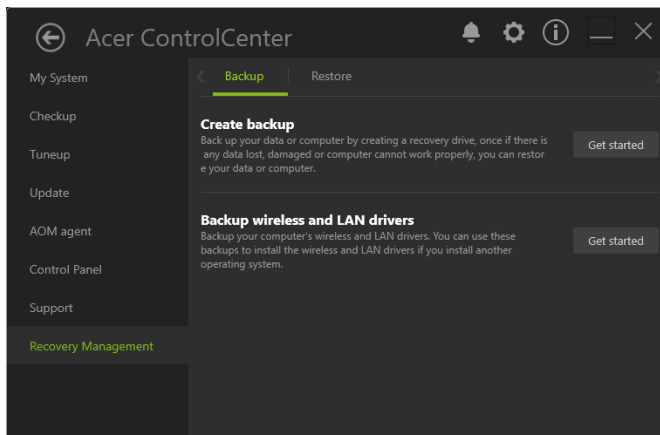 Acer ControlCenter
My System
Checkup
Tuneup
Update
AOM agent
Control Panel
Support
Recovery Management
Backup
Restore
Create backup
Back up your data or computer by creating a recovery drive, once if there is
any data lost, damaged or computer cannot work properly, you can restor
e your data or computer.
Get started
Backup wireless and LAN drivers
Backup your computer's wireless and LAN drivers. You can use these
backups to install the wireless and LAN drivers if you install another
operating system.
Get started